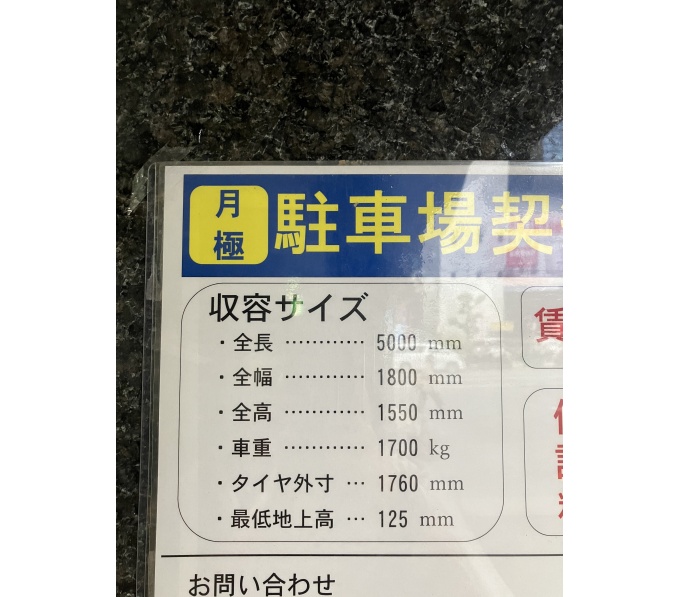 月極
駐車場契
収容サイズ
・全長 ………… 5000 mm
・全幅 ………… 1800 mm
・全高 ………… 1550 mm
・車重 ………… 1700 kg
・タイヤ外寸 … 1760 mm
・最低地上高 … 125 mm
賃
お問い合わせ